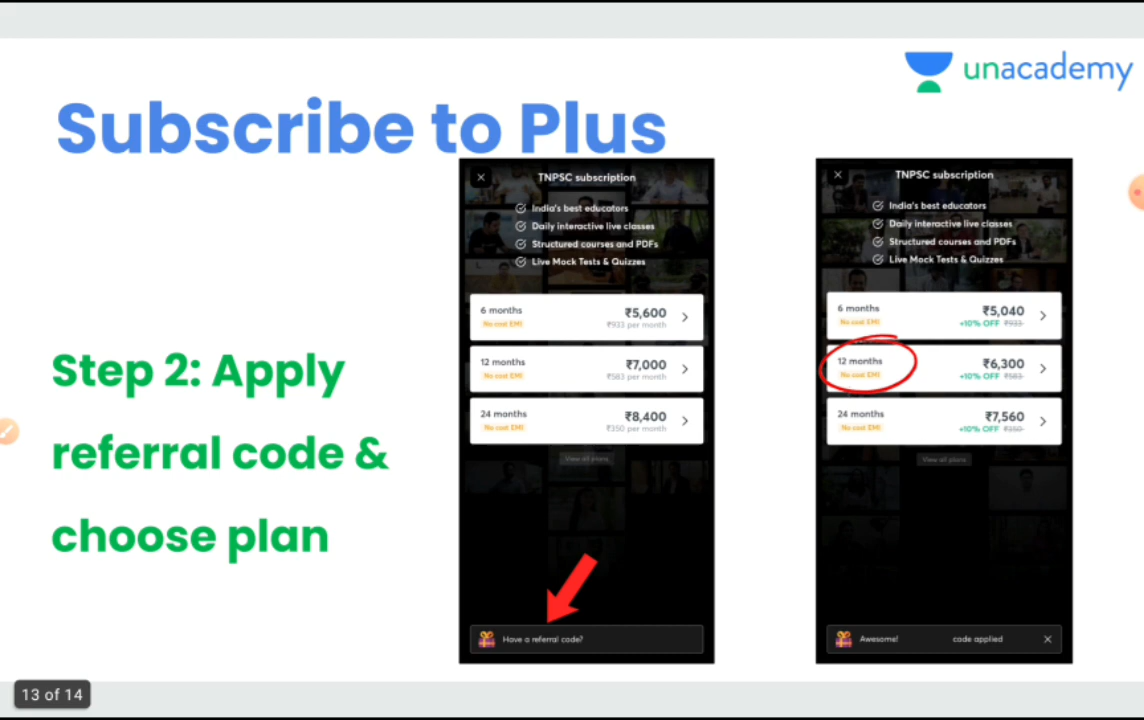 unacademy
Subscribe to Plus
Step 2: Apply
referral code &
choose plan
TNPSC subscription
India's best educators
Daily interactive live classes
Structured courses and PDFs
Live Mock Tests & Quizzes
6 months ₹5,600
No cost EMI ₹933 per month
12 months ₹7,000
No cost EMI ₹583 per month
24 months ₹8,400
No cost EMI ₹350 per month
View all plans
Have a referral code?
TNPSC subscription
India's best educators
Daily interactive live classes
Structured courses and PDFs
Live Mock Tests & Quizzes
6 months ₹5,040
No cost EMI +10% OFF ₹933
12 months ₹6,300
No cost EMI +10% OFF ₹583
24 months ₹7,560
No cost EMI +10% OFF ₹350
View all plans
Awesome! code applied
13 of 14